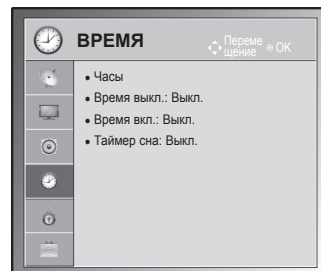 ВРЕМЯ
Переме
щение
OK
• Часы
• Время выкл.: Выкл.
• Время вкл.: Выкл.
• Таймер сна: Выкл.